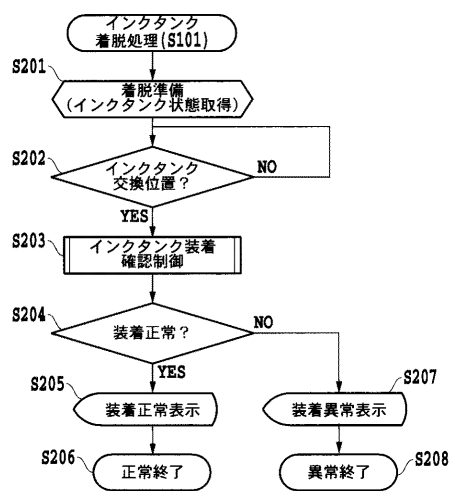 インクタンク
着脱処理(S101)
S201
着脱準備
(インクタンク状態取得)
S202
インクタンク
交換位置？
NO
YES
S203
インクタンク装着
確認制御
S204
装着正常？
NO
YES
S205
装着正常表示
S207
装着異常表示
S206
正常終了
異常終了
S208